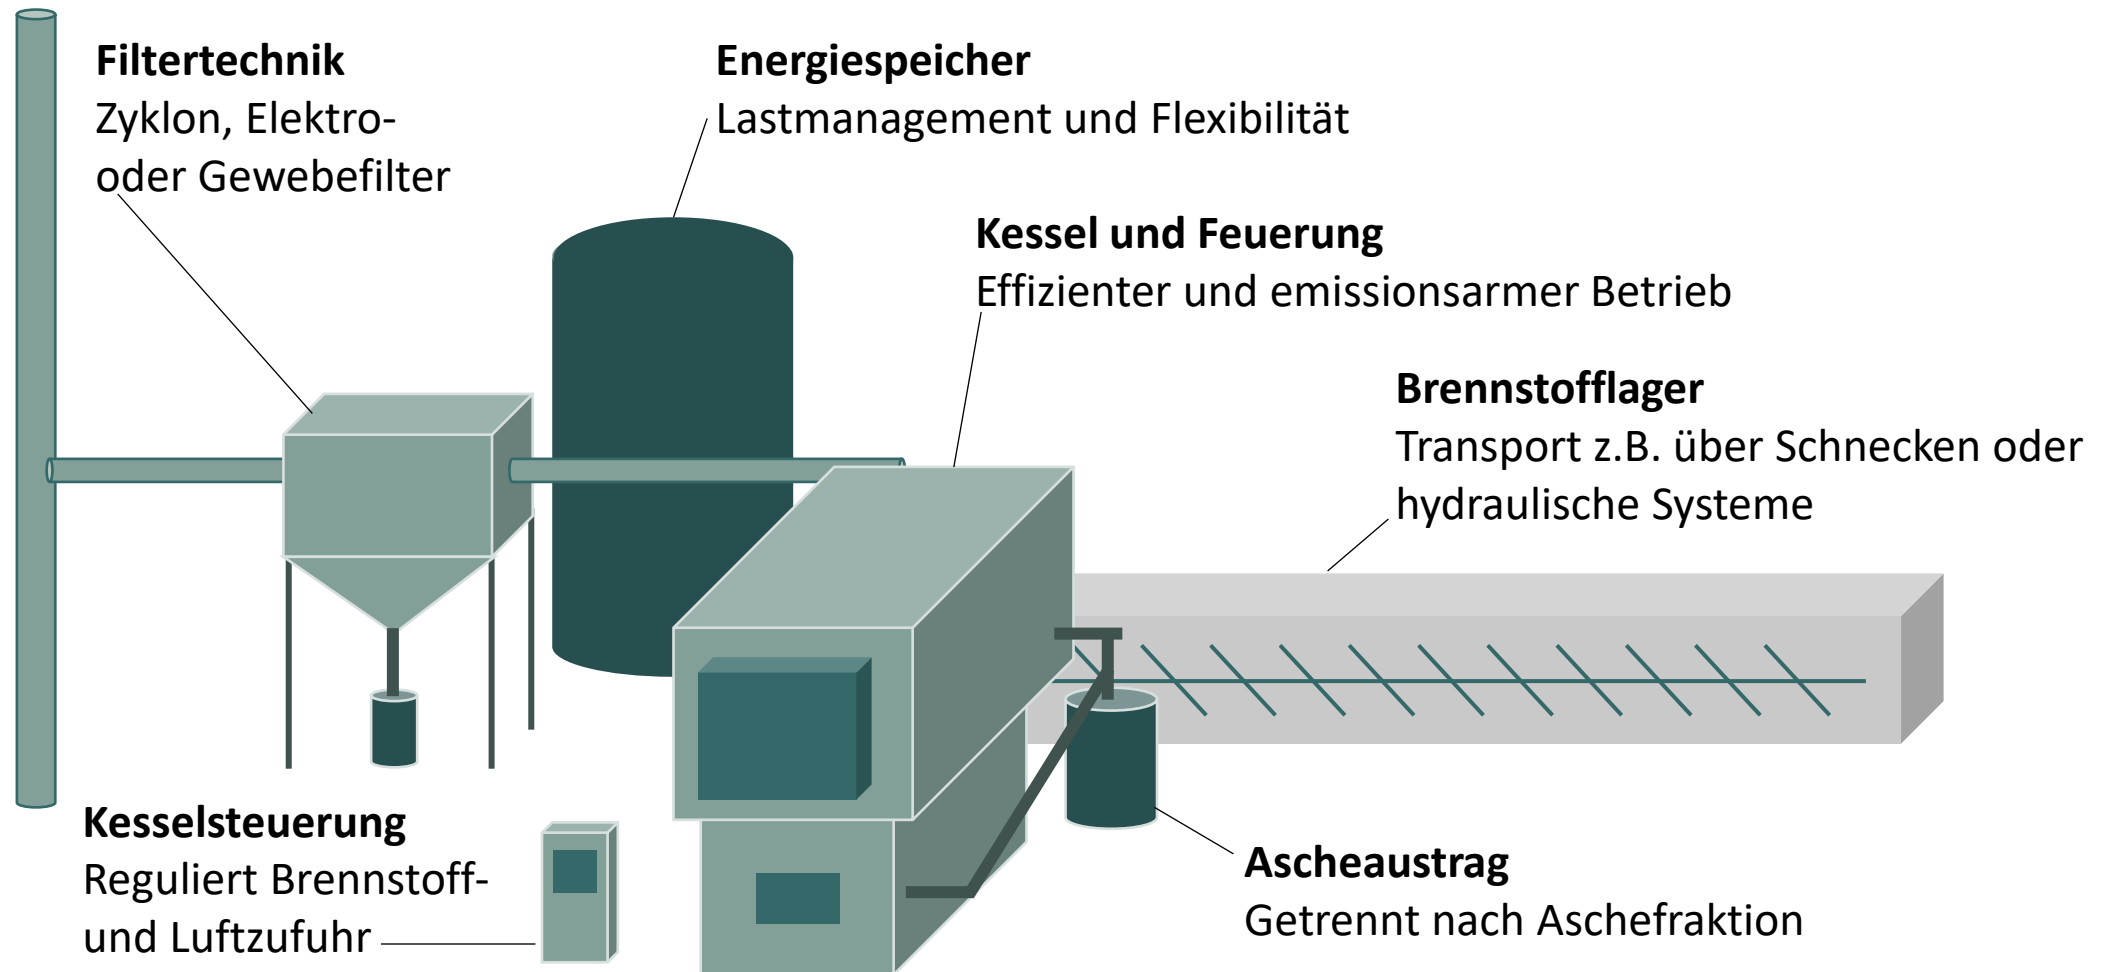 Filtertechnik
Zyklon, Elektro-
oder Gewebefilter
Energiespeicher
Lastmanagement und Flexibilität
Kessel und Feuerung
Effizienter und emissionsarmer Betrieb
Brennstofflager
Transport z.B. über Schnecken oder
hydraulische Systeme
Kesselsteuerung
Reguliert Brennstoff-
und Luftzufuhr
Ascheaustrag
Getrennt nach Aschefraktion